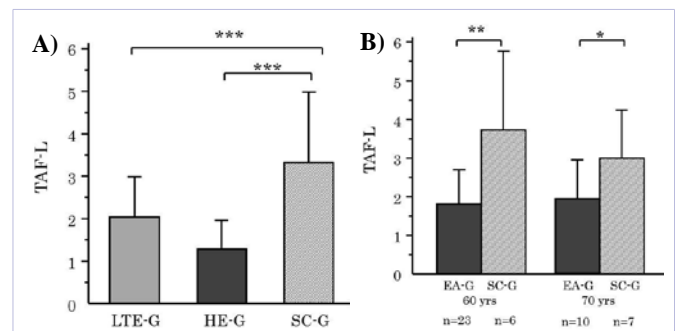 A)
***
***
6
5
4
3
2
1
0
TAF-L
LTE-G HE-G SC-G
B)
**
*
6
5
4
3
2
1
0
TAF-L
EA-G SC-G EA-G SC-G
60 yrs 70 yrs
n=23 n=6 n=10 n=7